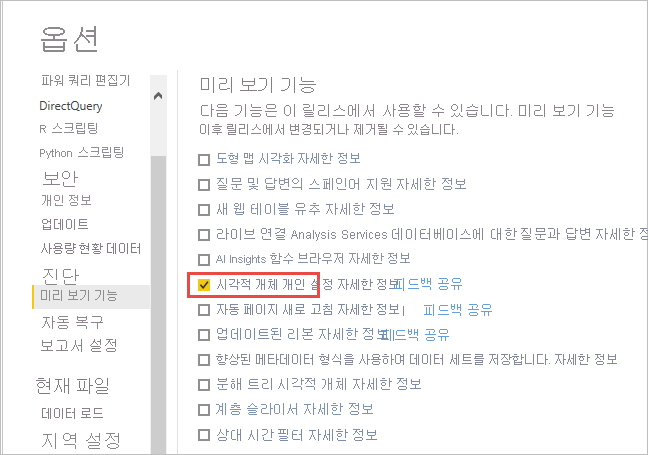 옵션
파워 쿼리 편집기
DirectQuery
R 스크립팅
Python 스크립팅
보안
개인 정보
업데이트
사용량 현황 데이터
진단
미리 보기 기능
자동 복구
보고서 설정
현재 파일
데이터 로드
지역 설정
미리 보기 기능
다음 기능은 이 릴리스에서 사용할 수 있습니다. 미리 보기 기능
이후 릴리스에서 변경되거나 제거될 수 있습니다.
도형 맵 시각화 자세한 정보
질문 및 답변의 스페인어 지원 자세한 정보
새 웹 테이블 유추 자세한 정보
라이브 연결 Analysis Services 데이터베이스에 대한 질문과 답변 자세한 정
AI Insights 함수 브라우저 자세한 정보
시각적 개체 개인 설정 자세한 정보 피드백 공유
자동 페이지 새로 고침 자세한 정보 피드백 공유
업데이트된 리본 자세한 정보 피드백 공유
향상된 메타데이터 형식을 사용하여 데이터 세트를 저장합니다. 자세한 정보
분해 트리 시각적 개체 자세한 정보
계층 슬라이서 자세한 정보
상대 시간 필터 자세한 정보